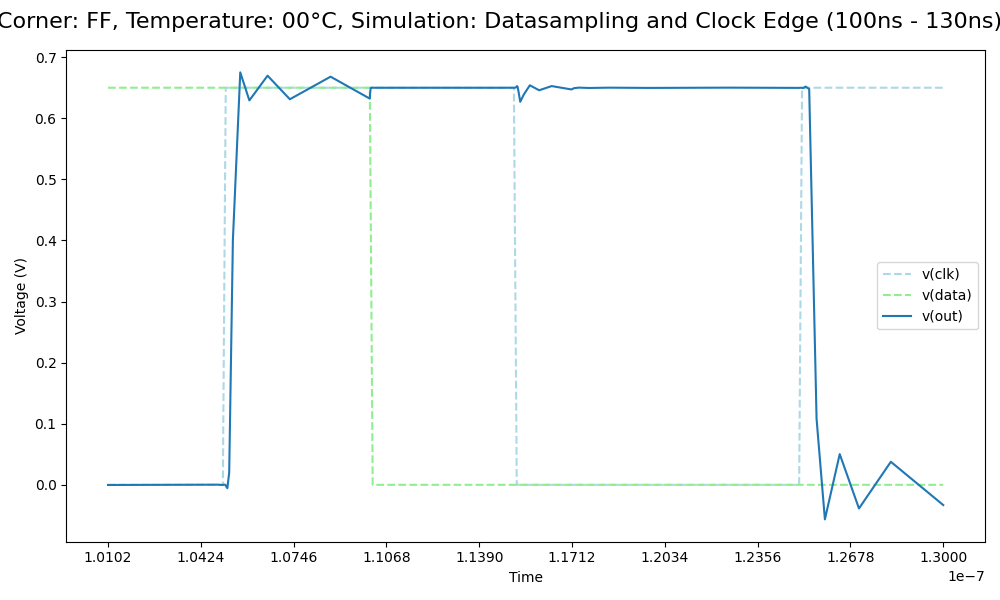 Corner: FF, Temperature: 00°C, Simulation: Datasampling and Clock Edge (100ns - 130ns)
0.7
0.6
0.5
0.4
0.3
0.2
0.1
0.0
Voltage (V)
v(clk)
v(data)
v(out)
1.0102 1.0424 1.0746 1.1068 1.1390 1.1712 1.2034 1.2356 1.2678 1.3000
1e−7
Time